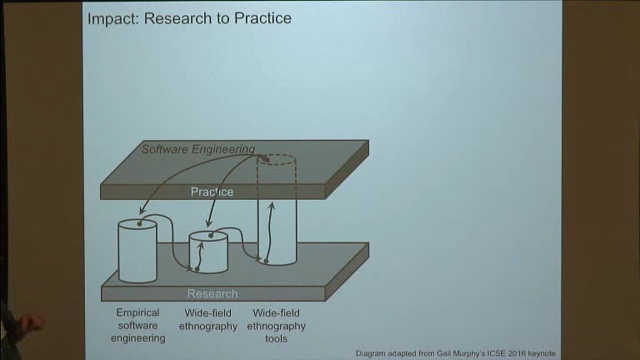 Impact: Research to Practice
Software Engineering
Practice
Research
Empirical
software
engineering
Wide-field
ethnography
Wide-field
ethnography
tools
Diagram adapted from Gail Murphy's ICSE 2016 keynote